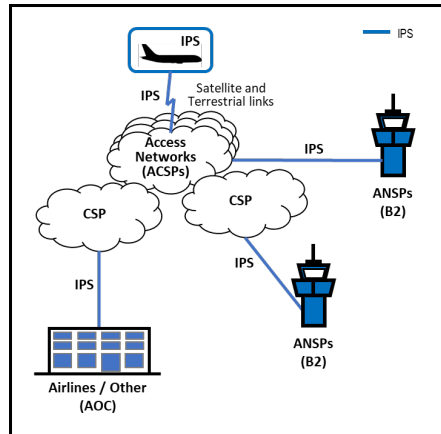 IPS
IPS
IPS
Satellite and
Terrestrial links
Access
Networks
(ACSPs)
IPS
ANSPs
(B2)
CSP
CSP
IPS
IPS
ANSPs
(B2)
Airlines / Other
(AOC)